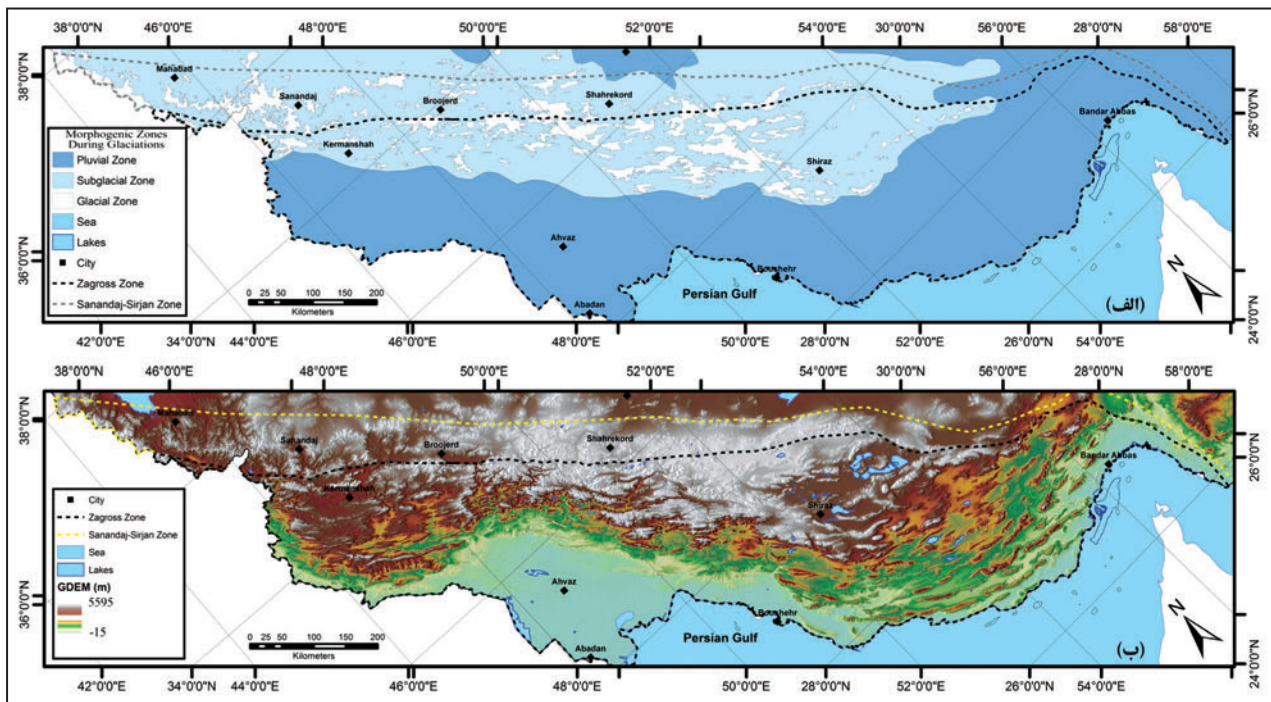 38°0'0"N 46°0'0"E 48°0'0"E 50°0'0"E 52°0'0"E 54°0'0"E 30°0'0"N 56°0'0"E 28°0'0"N 58°0'0"E
38°0'0"N
26°0'0"N
36°0'0"N
24°0'0"N
Mahabad
Sanandaj
Broojerd
Shahrekord
Kermanshah
Shiraz
Bandar Abbas
Ahvaz
Boushehr
Abadan
Persian Gulf
Morphogenic Zones
During Glaciations
Pluvial Zone
Subglacial Zone
Glacial Zone
Sea
Lakes
City
Zagross Zone
Sanandaj-Sirjan Zone
0 25 50 100 150 200
Kilometers
N
(الف)
42°0'0"E 34°0'0"N 44°0'0"E 46°0'0"E 48°0'0"E 50°0'0"E 28°0'0"N 52°0'0"E 26°0'0"N 54°0'0"E
38°0'0"N 46°0'0"E 48°0'0"E 50°0'0"E 52°0'0"E 54°0'0"E 30°0'0"N 56°0'0"E 28°0'0"N 58°0'0"E
38°0'0"N
26°0'0"N
36°0'0"N
24°0'0"N
Sanandaj
Broojerd
Shahrekord
Kermanshah
Shiraz
Bandar Abbas
Ahvaz
Boushehr
Abadan
Persian Gulf
City
Zagross Zone
Sanandaj-Sirjan Zone
Sea
Lakes
GDEM (m)
5595
-15
0 25 50 100 150 200
Kilometers
N
(ب)
42°0'0"E 34°0'0"N 44°0'0"E 46°0'0"E 48°0'0"E 50°0'0"E 28°0'0"N 52°0'0"E 26°0'0"N 54°0'0"E